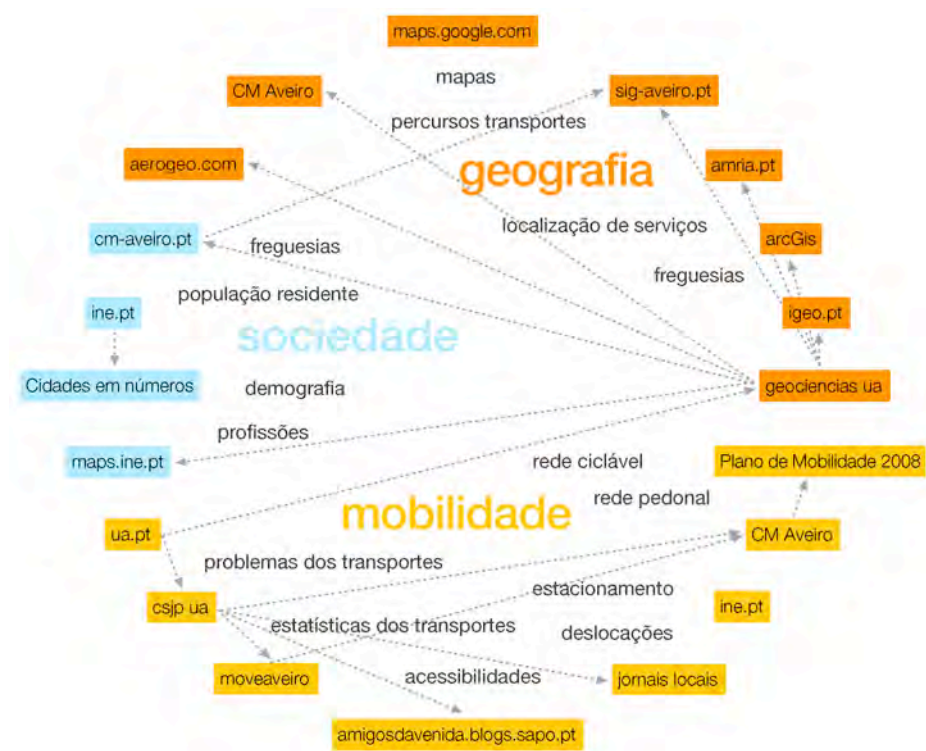 maps.google.com
mapas
CM Aveiro
sig-aveiro.pt
percursos transportes
geografia
aerogeo.com
amria.pt
localização de serviços
cm-aveiro.pt
freguesias
arcGis
freguesias
população residente
ine.pt
igeo.pt
sociedade
Cidades em números
demografia
geociencias ua
profissões
maps.ine.pt
rede ciclável
Plano de Mobilidade 2008
rede pedonal
mobilidade
ua.pt
CM Aveiro
problemas dos transportes
estacionamento
csjp ua
ine.pt
estatísticas dos transportes
deslocações
moveaveiro
acessibilidades
jornais locais
amigosdavenida.blogs.sapo.pt